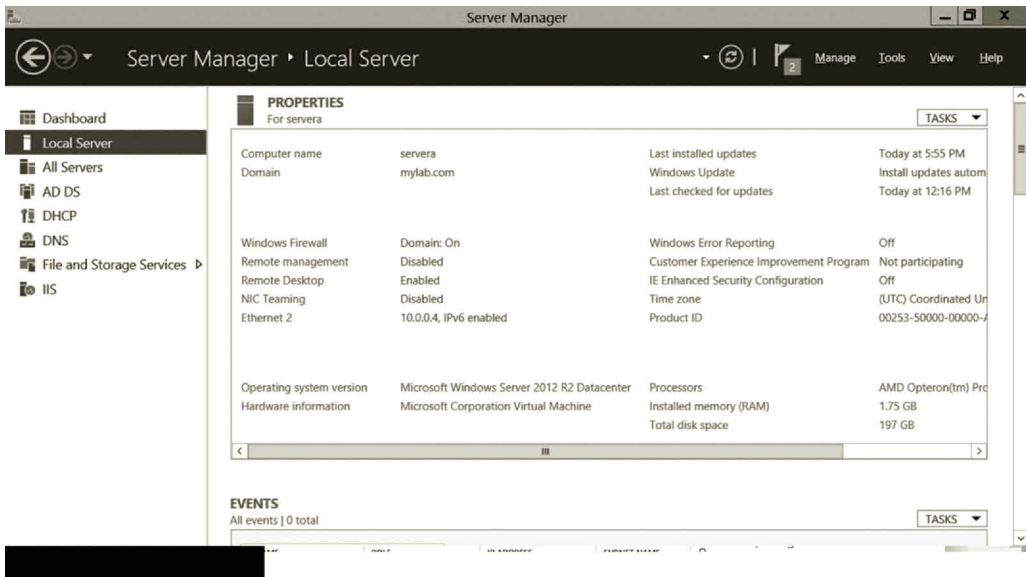 Server Manager
Server Manager ‣ Local Server
2
Manage Tools View Help
Dashboard
Local Server
All Servers
AD DS
DHCP
DNS
File and Storage Services
IIS
PROPERTIES
For servera
TASKS
Computer name servera Last installed updates Today at 5:55 PM
Domain mylab.com Windows Update Install updates autom
Last checked for updates Today at 12:16 PM
Windows Firewall Domain: On Windows Error Reporting Off
Remote management Disabled Customer Experience Improvement Program Not participating
Remote Desktop Enabled IE Enhanced Security Configuration Off
NIC Teaming Disabled Time zone (UTC) Coordinated Un
Ethernet 2 10.0.0.4, IPv6 enabled Product ID 00253-50000-00000-A
Operating system version Microsoft Windows Server 2012 R2 Datacenter Processors AMD Opteron(tm) Pro
Hardware information Microsoft Corporation Virtual Machine Installed memory (RAM) 1.75 GB
Total disk space 197 GB
EVENTS
All events | 0 total
TASKS